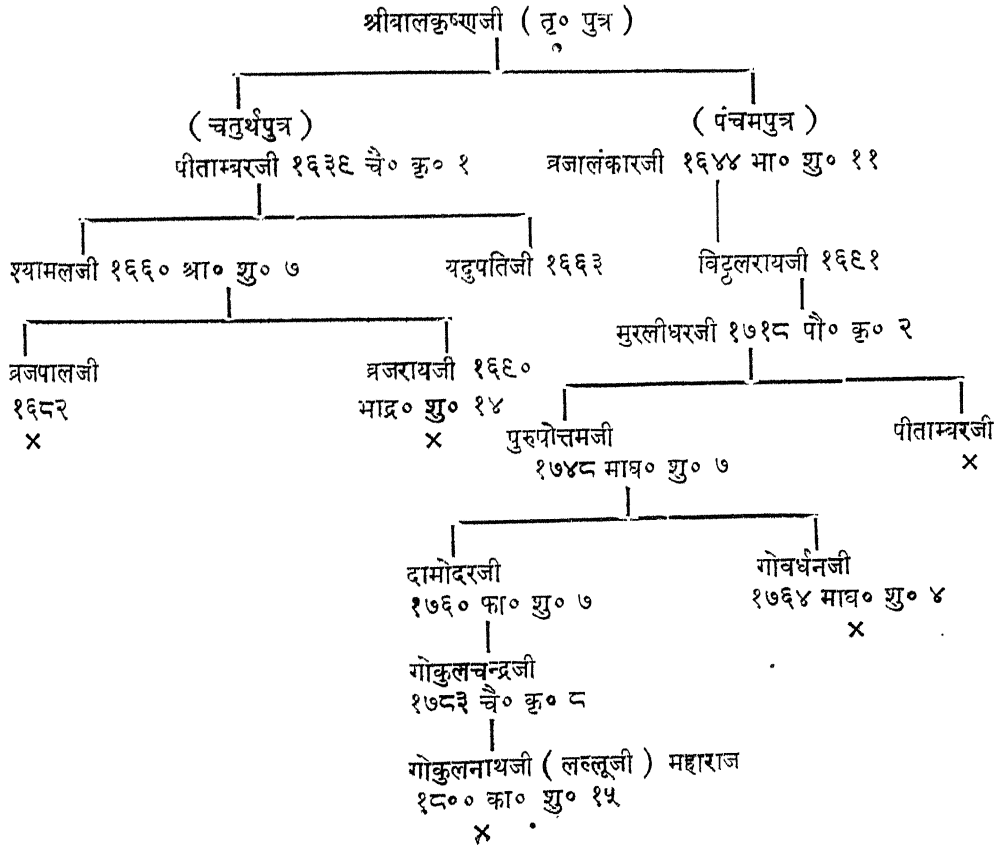 श्रीबालकृष्णजी ( तृ० पुत्र )
( चतुर्थपुत्र )
( पंचमपुत्र )
पीताम्बरजी १६३९ चै० कृ० १
व्रजालंकारजी १६४४ भा० शु० ११
श्यामलजी १६६० श्रा० शु० ७
यदुपतिजी १६६३
विट्ठलरायजी १६९१
मुरलीधरजी १७१८ पौ० कृ० २
व्रजपालजी
१६८२
×
व्रजरायजी १६९०
भाद्र० शु० १४
×
पुरुषोत्तमजी
१७४८ माघ० शु० ७
पीताम्बरजी
×
दामोदरजी
१७६० फा० शु० ७
गोवर्धनजी
१७६४ माघ० शु० ४
×
गोकुलचन्द्रजी
१७८३ चै० कृ० ८
गोकुलनाथजी ( लल्लूजी ) महाराज
१८०० का० शु० १५
×